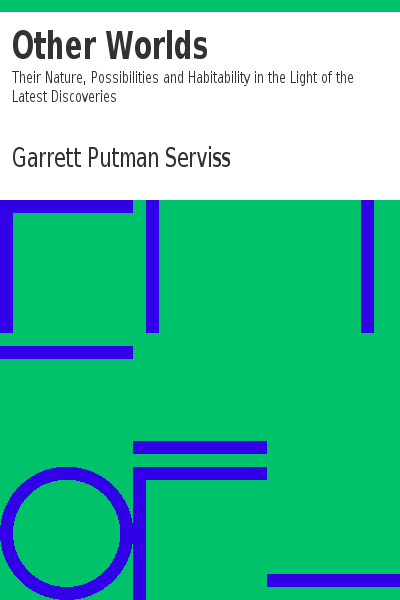 Other Worlds
Their Nature, Possibilities and Habitability in the Light of the
Latest Discoveries
Garrett Putman Serviss